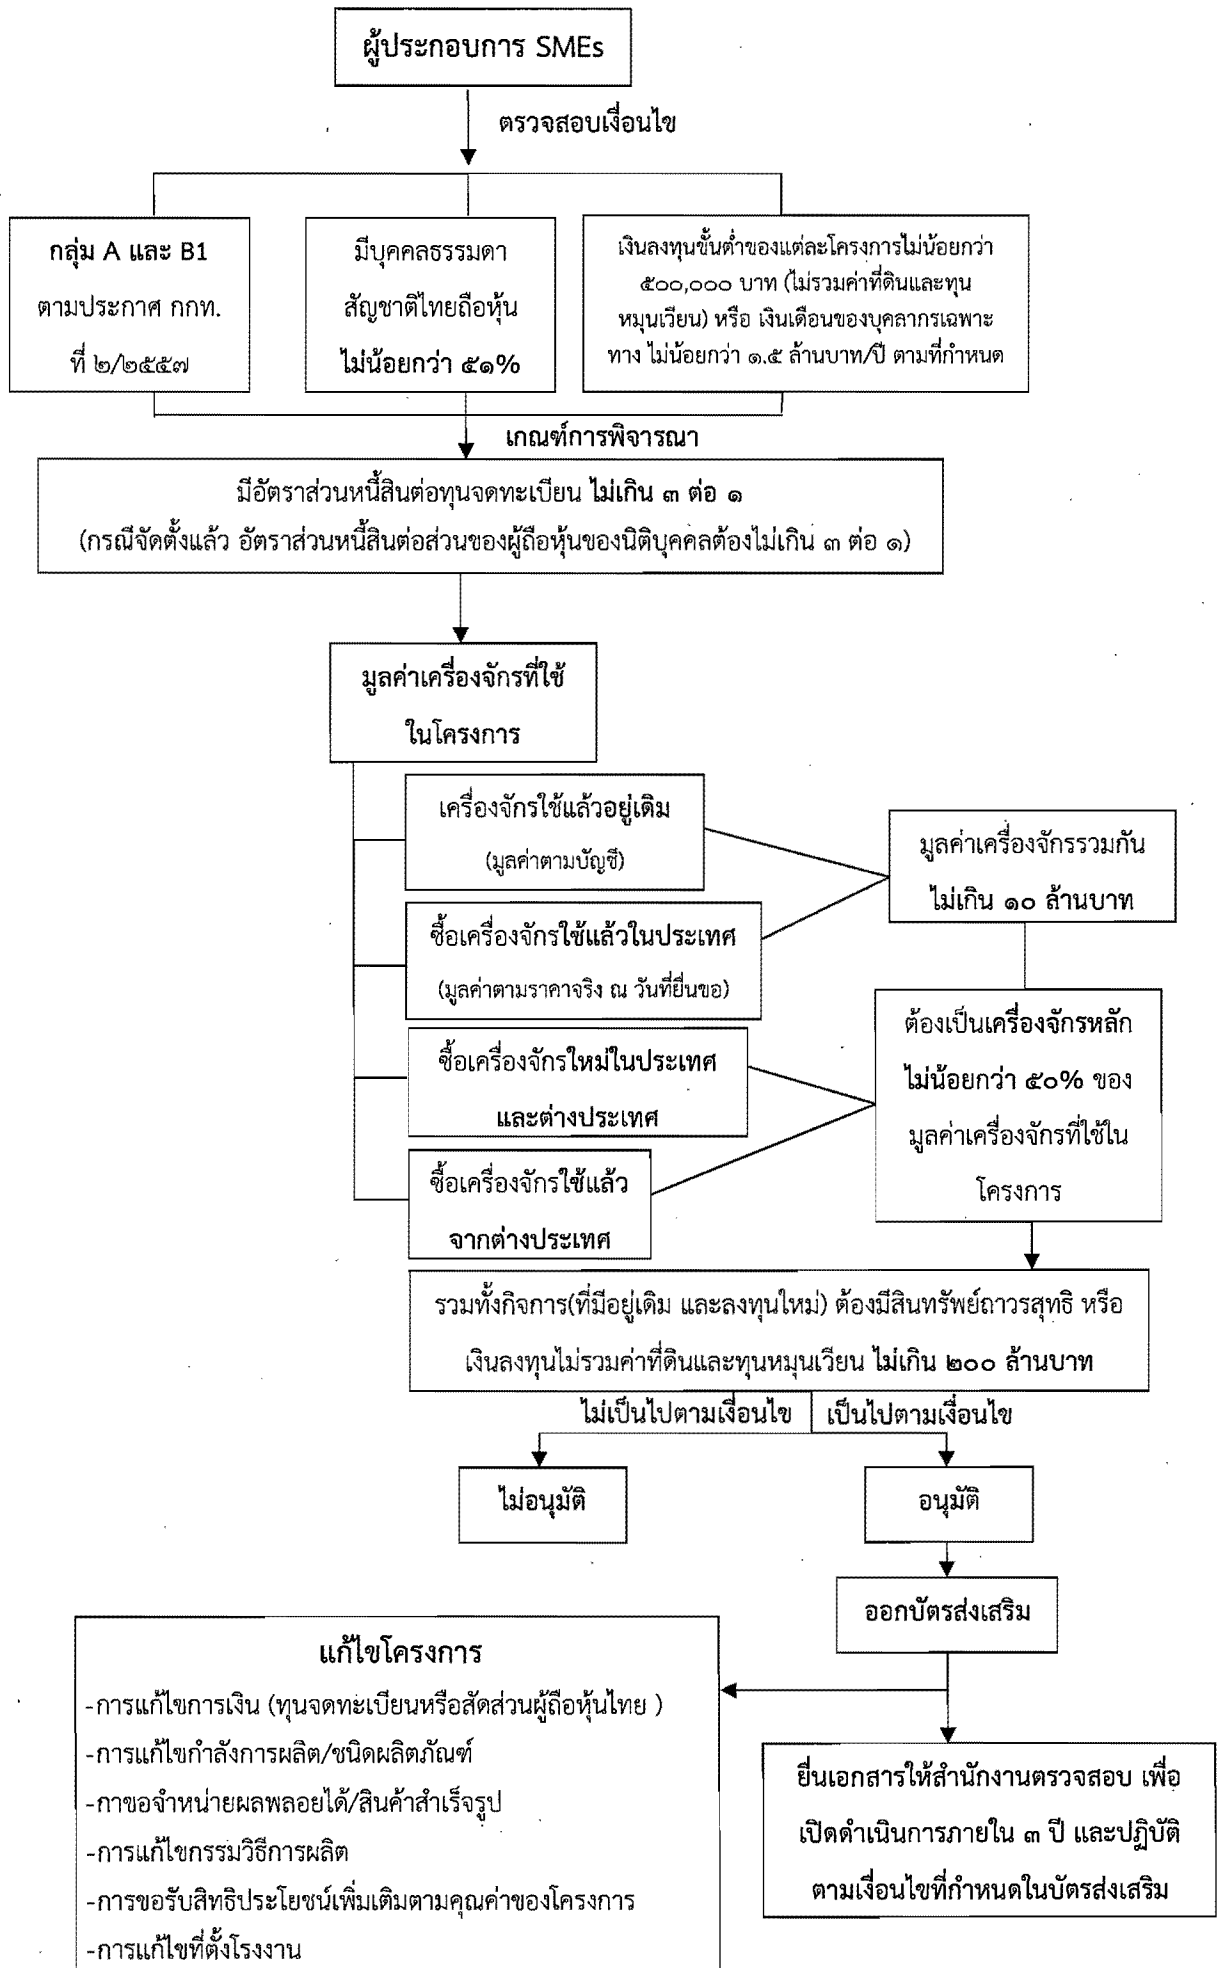 ผู้ประกอบการ SMEs
ตรวจสอบเงื่อนไข
กลุ่ม A และ B1
ตามประกาศ กกท.
ที่ ๒/๒๕๕๗
มีบุคคลธรรมดา
สัญชาติไทยถือหุ้น
ไม่น้อยกว่า ๕๑%
เงินลงทุนขั้นต่ำของแต่ละโครงการไม่น้อยกว่า
๕๐๐,๐๐๐ บาท (ไม่รวมค่าที่ดินและทุน
หมุนเวียน) หรือ เงินเดือนของบุคลากรเฉพาะ
ทาง ไม่น้อยกว่า ๑.๕ ล้านบาท/ปี ตามที่กำหนด
เกณฑ์การพิจารณา
มีอัตราส่วนหนี้สินต่อทุนจดทะเบียน ไม่เกิน ๓ ต่อ ๑
(กรณีจัดตั้งแล้ว อัตราส่วนหนี้สินต่อส่วนของผู้ถือหุ้นของนิติบุคคลต้องไม่เกิน ๓ ต่อ ๑)
มูลค่าเครื่องจักรที่ใช้
ในโครงการ
เครื่องจักรใช้แล้วอยู่เดิม
(มูลค่าตามบัญชี)
ซื้อเครื่องจักรใช้แล้วในประเทศ
(มูลค่าตามราคาจริง ณ วันที่ยื่นขอ)
ซื้อเครื่องจักรใหม่ในประเทศ
และต่างประเทศ
ซื้อเครื่องจักรใช้แล้ว
จากต่างประเทศ
มูลค่าเครื่องจักรรวมกัน
ไม่เกิน ๑๐ ล้านบาท
ต้องเป็นเครื่องจักรหลัก
ไม่น้อยกว่า ๕๐% ของ
มูลค่าเครื่องจักรที่ใช้ใน
โครงการ
รวมทั้งกิจการ(ที่มีอยู่เดิม และลงทุนใหม่) ต้องมีสินทรัพย์ถาวรสุทธิ หรือ
เงินลงทุนไม่รวมค่าที่ดินและทุนหมุนเวียน ไม่เกิน ๒๐๐ ล้านบาท
ไม่เป็นไปตามเงื่อนไข
เป็นไปตามเงื่อนไข
ไม่อนุมัติ
อนุมัติ
ออกบัตรส่งเสริม
แก้ไขโครงการ
-การแก้ไขการเงิน (ทุนจดทะเบียนหรือสัดส่วนผู้ถือหุ้นไทย )
-การแก้ไขกำลังการผลิต/ชนิดผลิตภัณฑ์
-กาขอจำหน่ายผลพลอยได้/สินค้าสำเร็จรูป
-การแก้ไขกรรมวิธีการผลิต
-การขอรับสิทธิประโยชน์เพิ่มเติมตามคุณค่าของโครงการ
-การแก้ไขที่ตั้งโรงงาน
ยื่นเอกสารให้สำนักงานตรวจสอบ เพื่อ
เปิดดำเนินการภายใน ๓ ปี และปฏิบัติ
ตามเงื่อนไขที่กำหนดในบัตรส่งเสริม